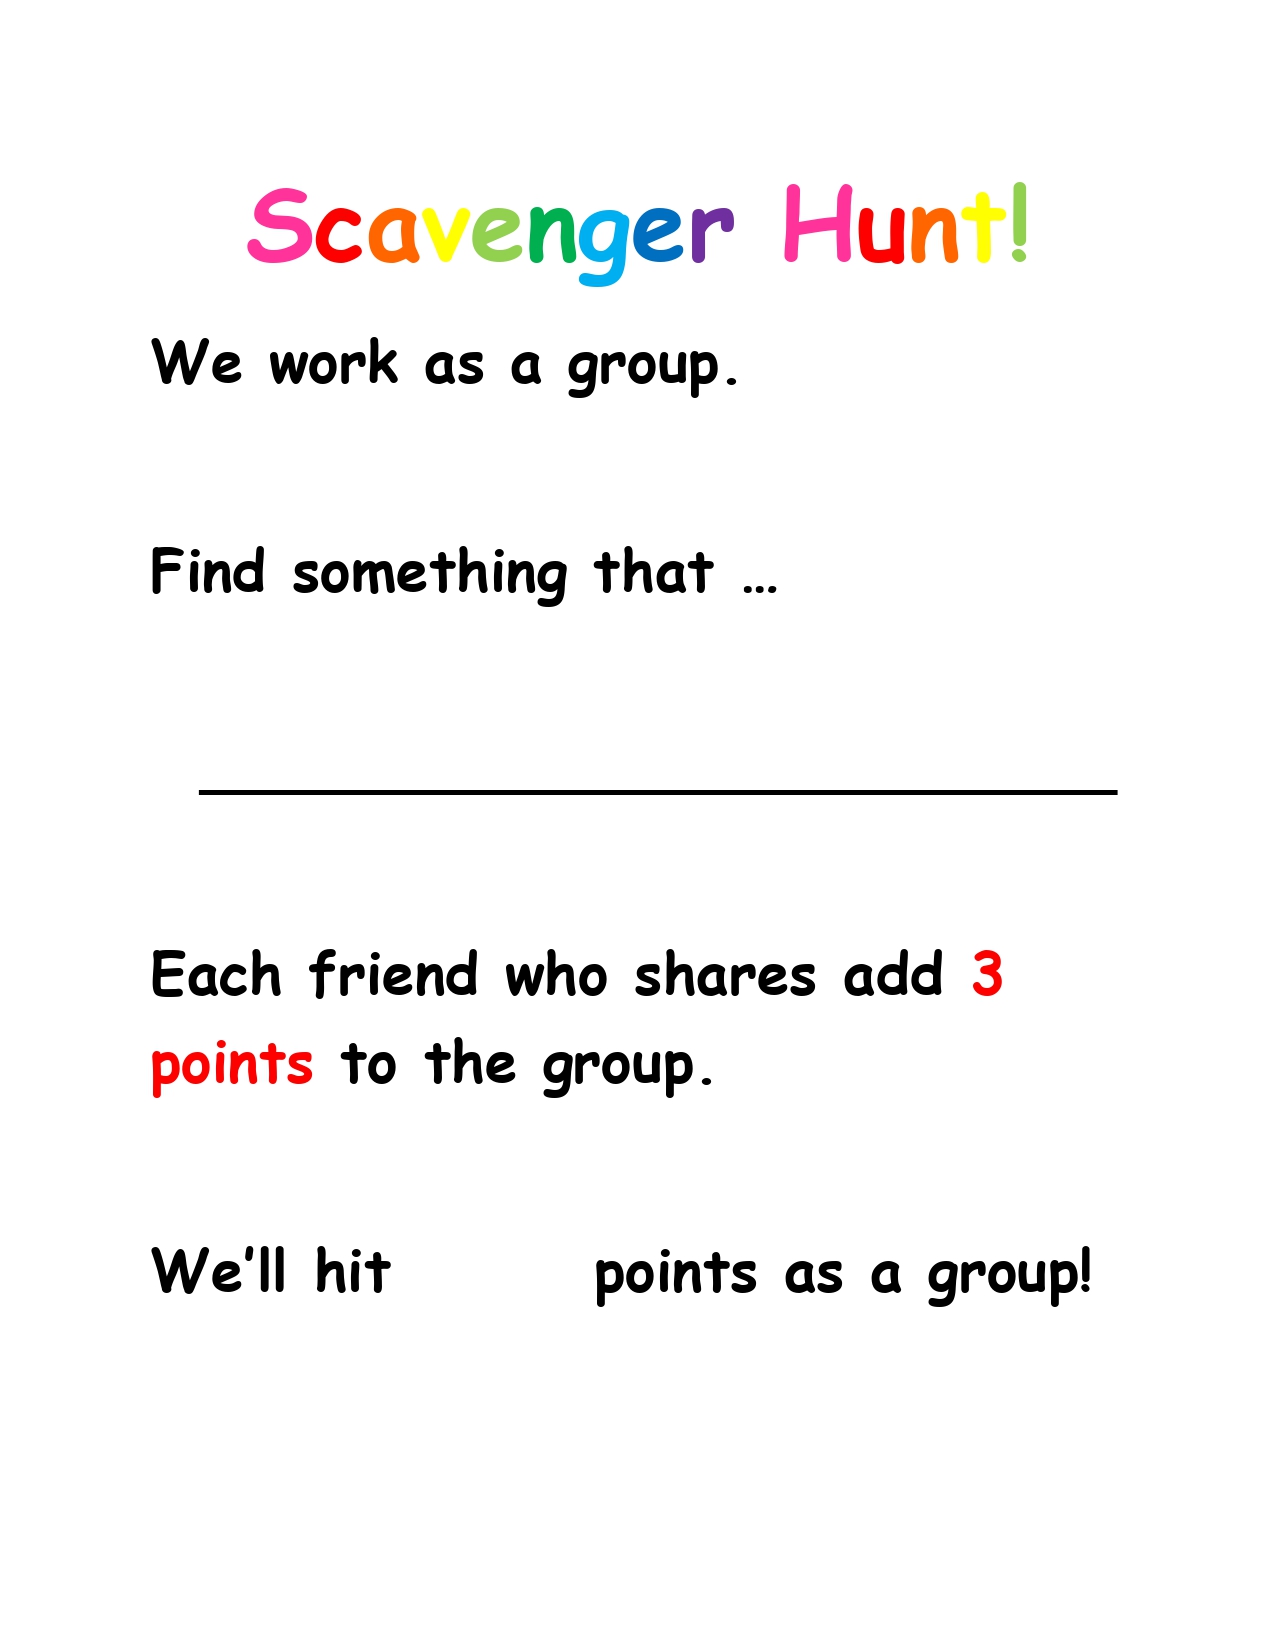 Scavenger Hunt!
We work as a group.
Find something that …
Each friend who shares add 3
points to the group.
We’ll hit points as a group!